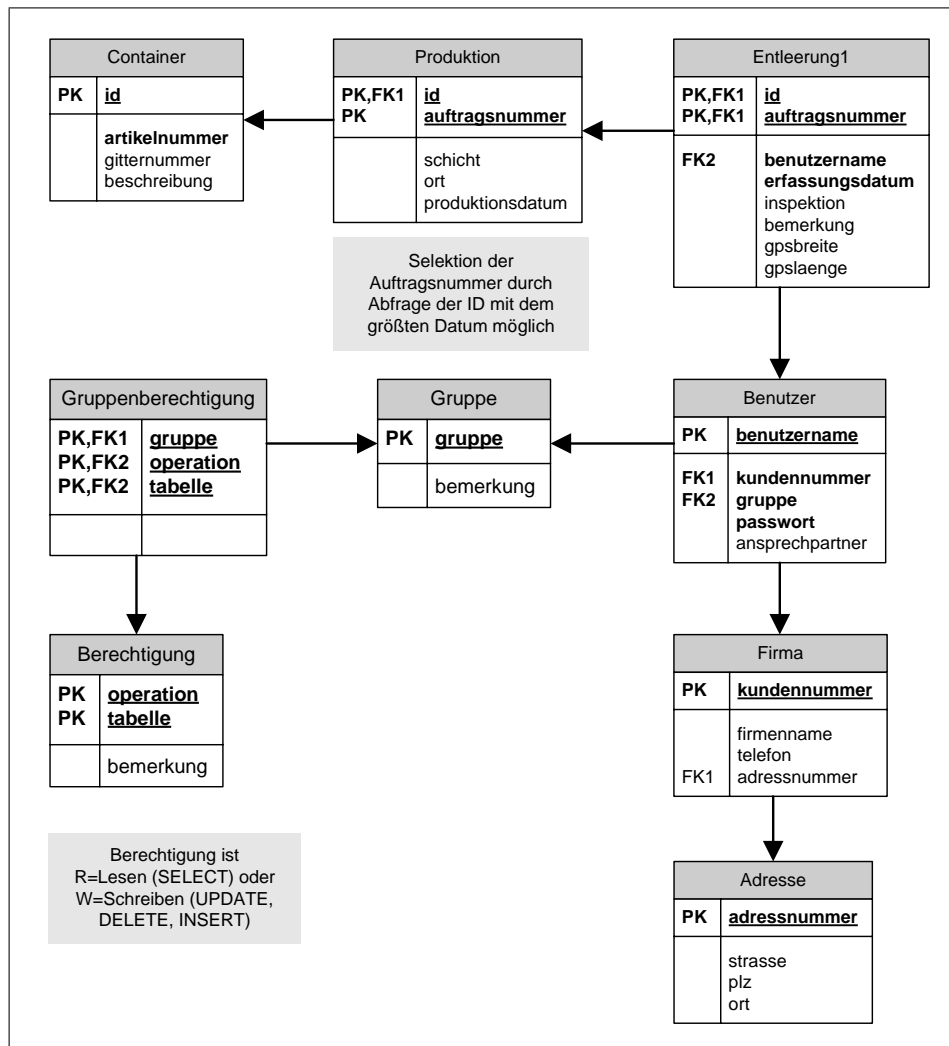 Container
PK id
artikelnummer
gitternummer
beschreibung
Produktion
PK,FK1 id
PK auftragsnummer
schicht
ort
produktionsdatum
Entleerung1
PK,FK1 id
PK,FK1 auftragsnummer
FK2 benutzername
erfassungsdatum
inspektion
bemerkung
gpsbreite
gpslaenge
Selektion der
Auftragsnummer durch
Abfrage der ID mit dem
größten Datum möglich
Gruppenberechtigung
PK,FK1 gruppe
PK,FK2 operation
PK,FK2 tabelle
Gruppe
PK gruppe
bemerkung
Benutzer
PK benutzername
FK1 kundennummer
FK2 gruppe
passwort
ansprechpartner
Berechtigung
PK operation
PK tabelle
bemerkung
Firma
PK kundennummer
firmenname
telefon
FK1 adressnummer
Berechtigung ist
R=Lesen (SELECT) oder
W=Schreiben (UPDATE,
DELETE, INSERT)
Adresse
PK adressnummer
strasse
plz
ort